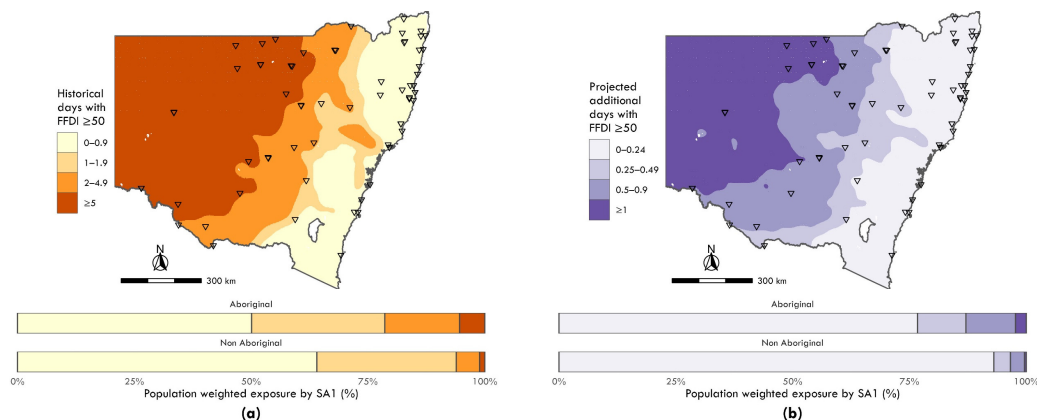 Historical
days with
FFDI ≥50
0–0.9
1–1.9
2–4.9
≥5
N
300 km
Aboriginal
Non Aboriginal
0% 25% 50% 75% 100%
Population weighted exposure by SA1 (%)
(a)
Projected
additional
days with
FFDI ≥50
0–0.24
0.25–0.49
0.5–0.9
≥1
N
300 km
Aboriginal
Non Aboriginal
0% 25% 50% 75% 100%
Population weighted exposure by SA1 (%)
(b)